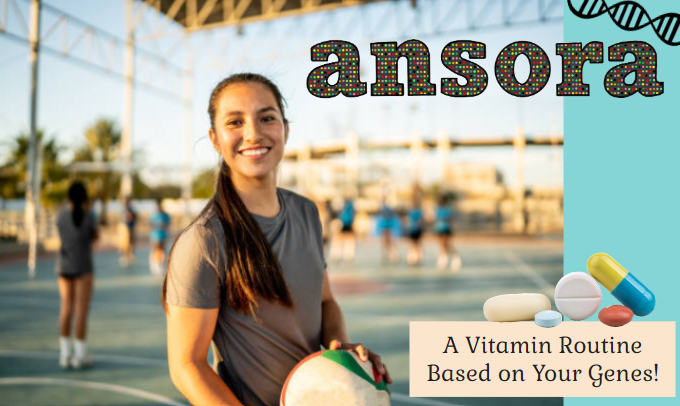 ansora
A Vitamin Routine
Based on Your Genes!